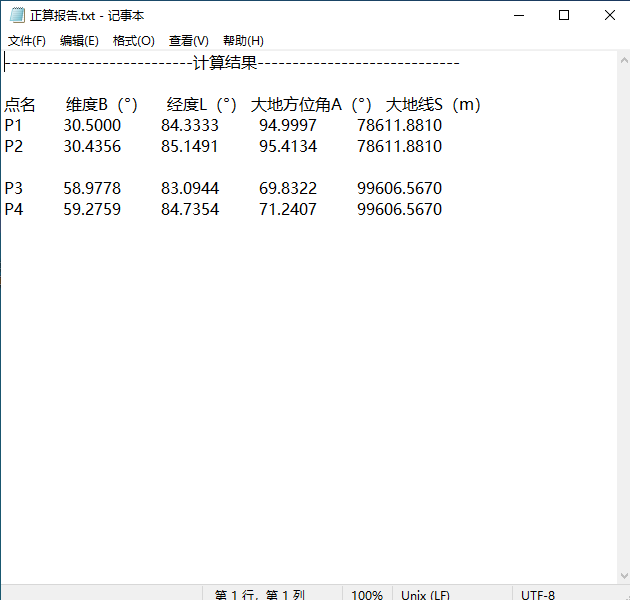 正算报告.txt - 记事本
文件(F) 编辑(E) 格式(O) 查看(V) 帮助(H)
--------------------------计算结果----------------------------
点名 维度B（°） 经度L（°） 大地方位角A（°） 大地线S（m）
P1 30.5000 84.3333 94.9997 78611.8810
P2 30.4356 85.1491 95.4134 78611.8810
P3 58.9778 83.0944 69.8322 99606.5670
P4 59.2759 84.7354 71.2407 99606.5670
第 1 行，第 1 列 100% Unix (LF) UTF-8